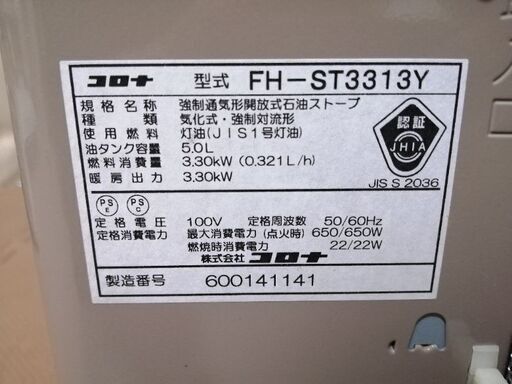 コロナ 型式 FH-ST3313Y
規格名称 強制通気形開放式石油ストーブ
種類 気化式・強制対流形
使用燃料 灯油(JIS1号灯油)
油タンク容量 5.0L
燃料消費量 3.30kW (0.321L/h)
暖房出力 3.30kW
認証
JHIA
JIS S 2036
PS E PS C
定格電圧 100V 定格周波数 50/60Hz
定格消費電力 最大消費電力 (点火時) 650/650W
燃焼時消費電力 22/22W
株式会社 コロナ
製造番号 600141141